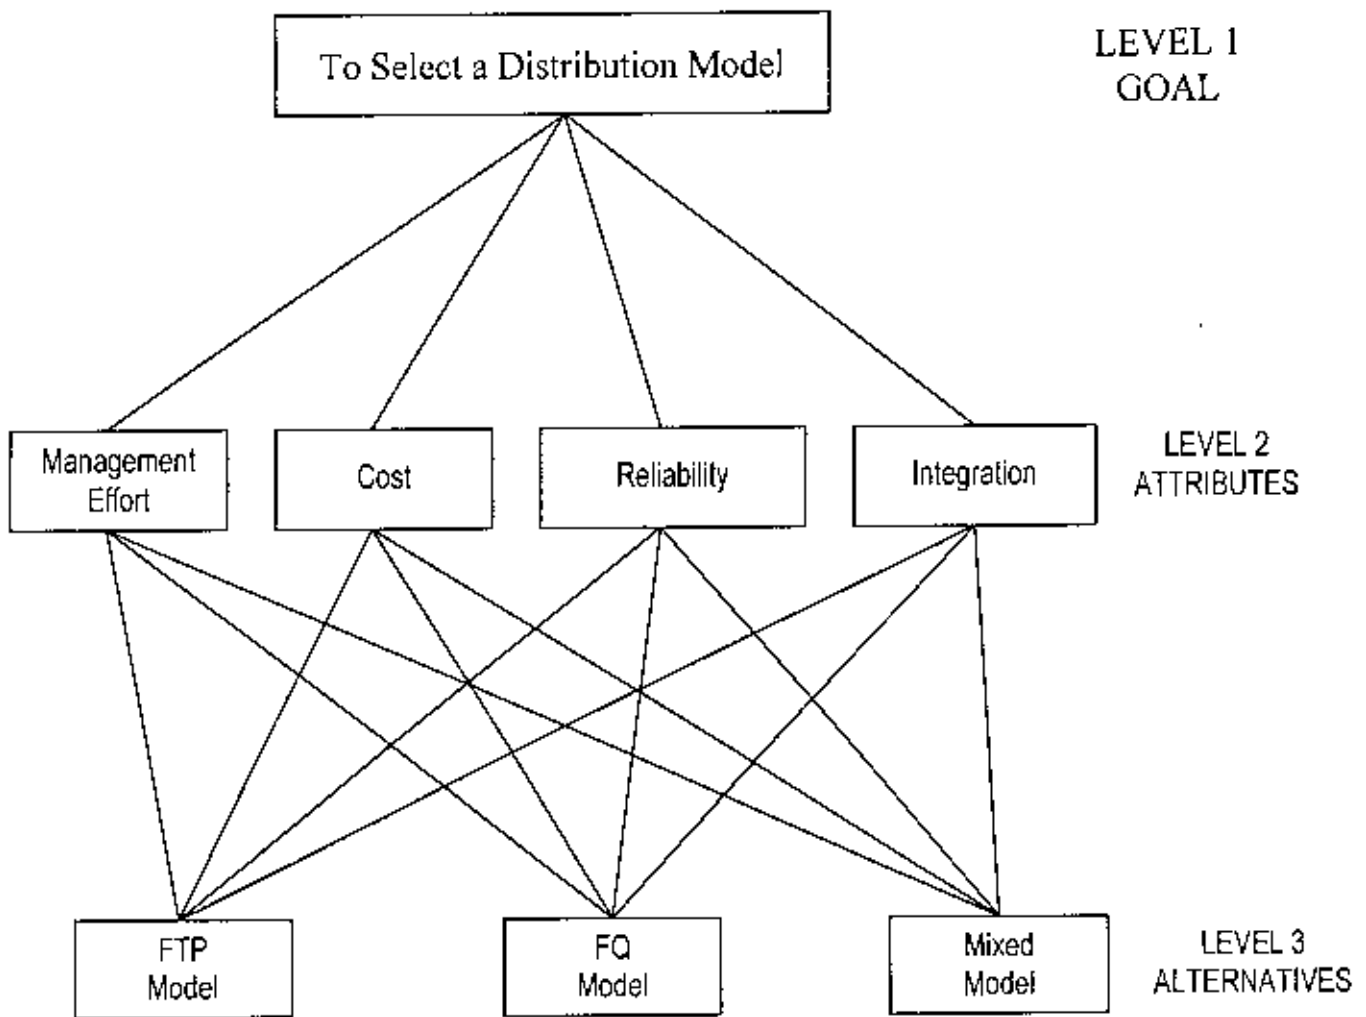 To Select a Distribution Model
LEVEL 1
GOAL
Management
Effort
Cost
Reliability
Integration
LEVEL 2
ATTRIBUTES
FTP
Model
FQ
Model
Mixed
Model
LEVEL 3
ALTERNATIVES